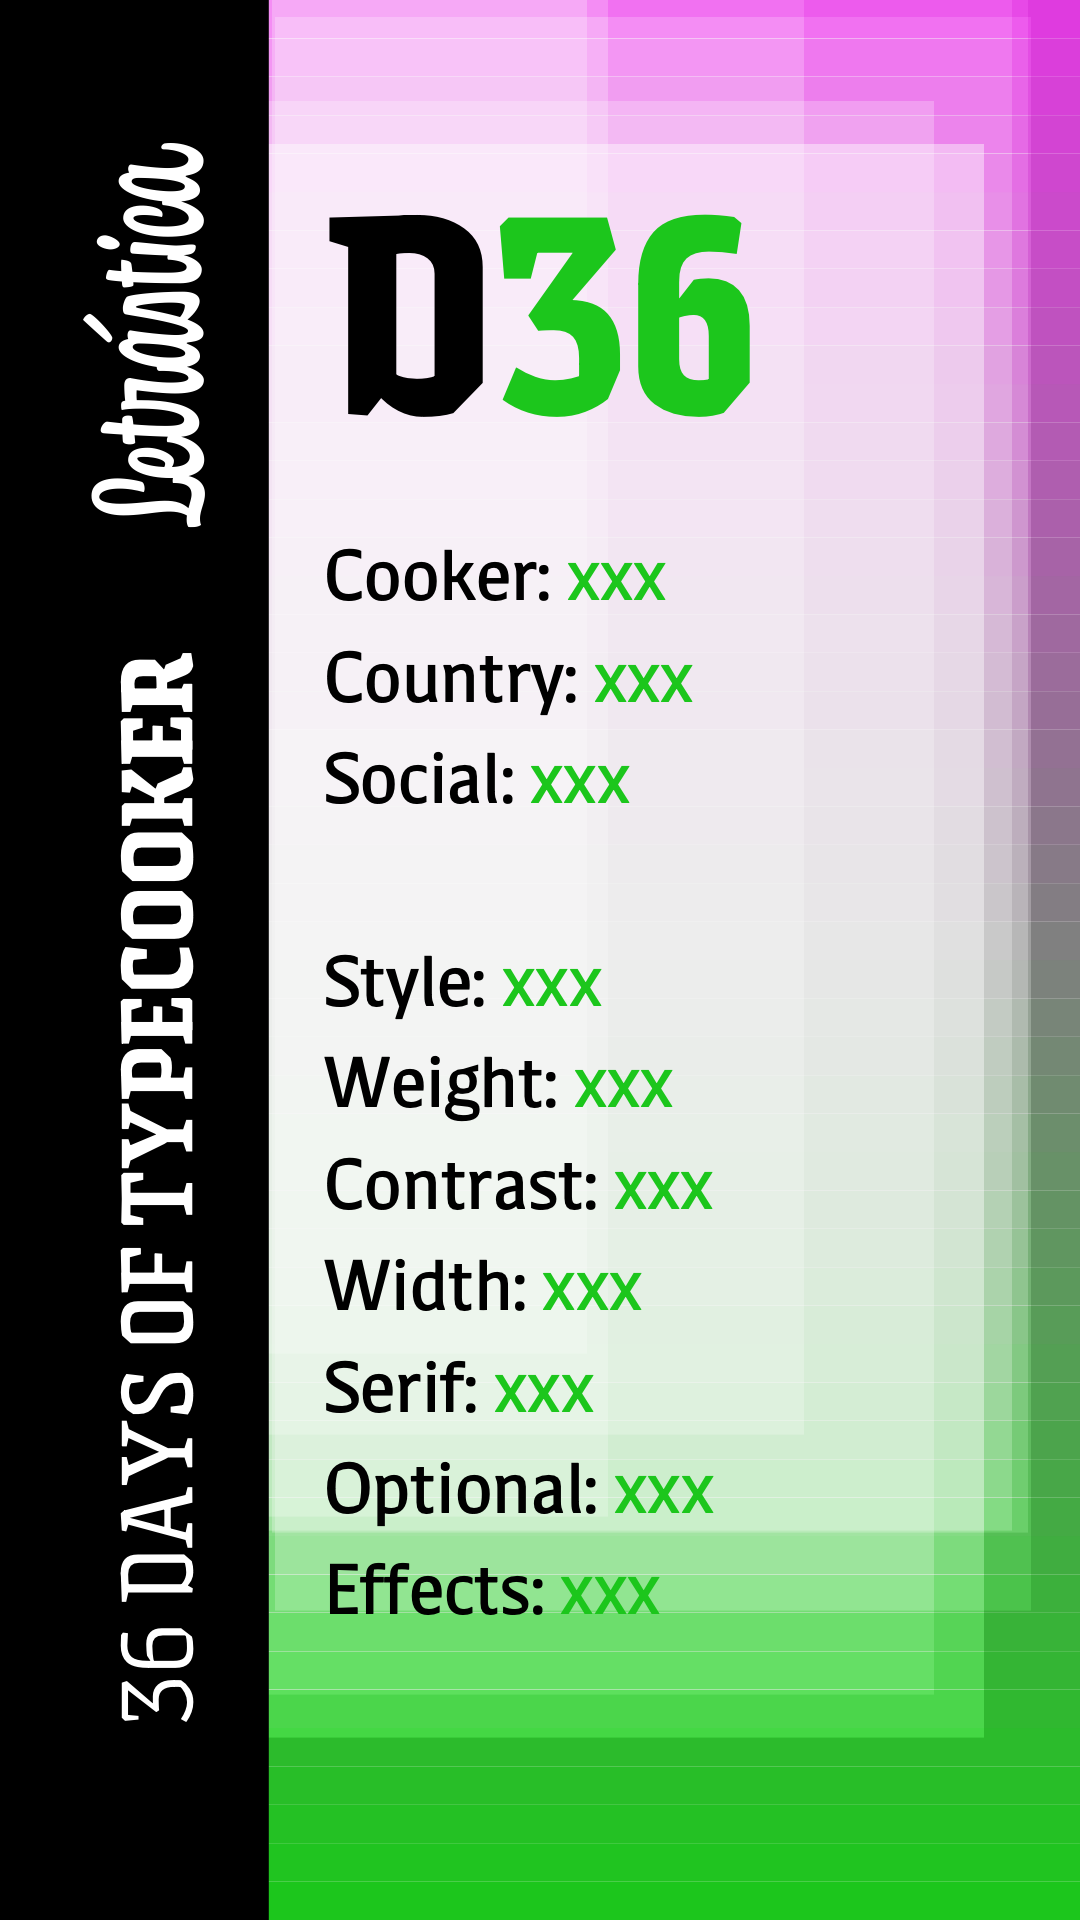 Letrástica
36 DAYS OF TYPECOOKER
D36
Cooker: xxx
Country: xxx
Social: xxx
Style: xxx
Weight: xxx
Contrast: xxx
Width: xxx
Serif: xxx
Optional: xxx
Effects: xxx